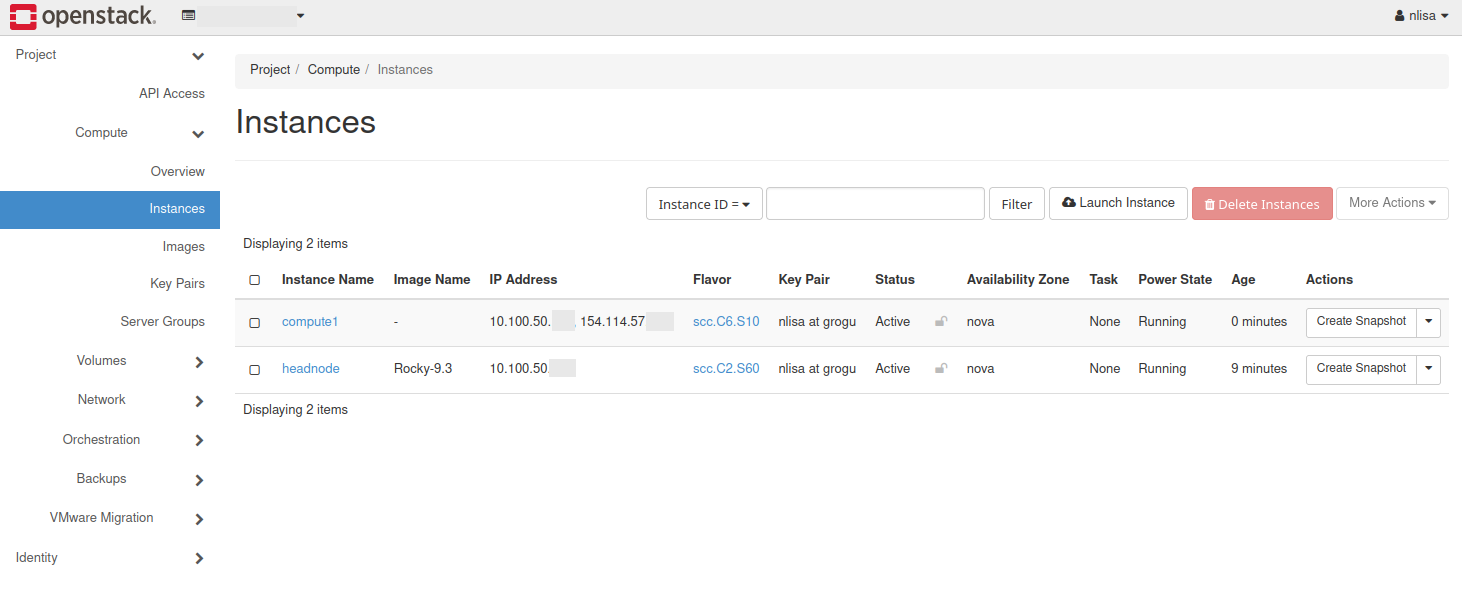 openstack. nlisa
Project
API Access
Compute
Overview
Instances
Images
Key Pairs
Server Groups
Volumes
Network
Orchestration
Backups
VMware Migration
Identity
Project / Compute / Instances
Instances
Instance ID = Filter Launch Instance Delete Instances More Actions
Displaying 2 items
Instance Name Image Name IP Address Flavor Key Pair Status Availability Zone Task Power State Age Actions
compute1 - 10.100.50. , 154.114.57 scc.C6.S10 nlisa at grogu Active nova None Running 0 minutes Create Snapshot
headnode Rocky-9.3 10.100.50. scc.C2.S60 nlisa at grogu Active nova None Running 9 minutes Create Snapshot
Displaying 2 items